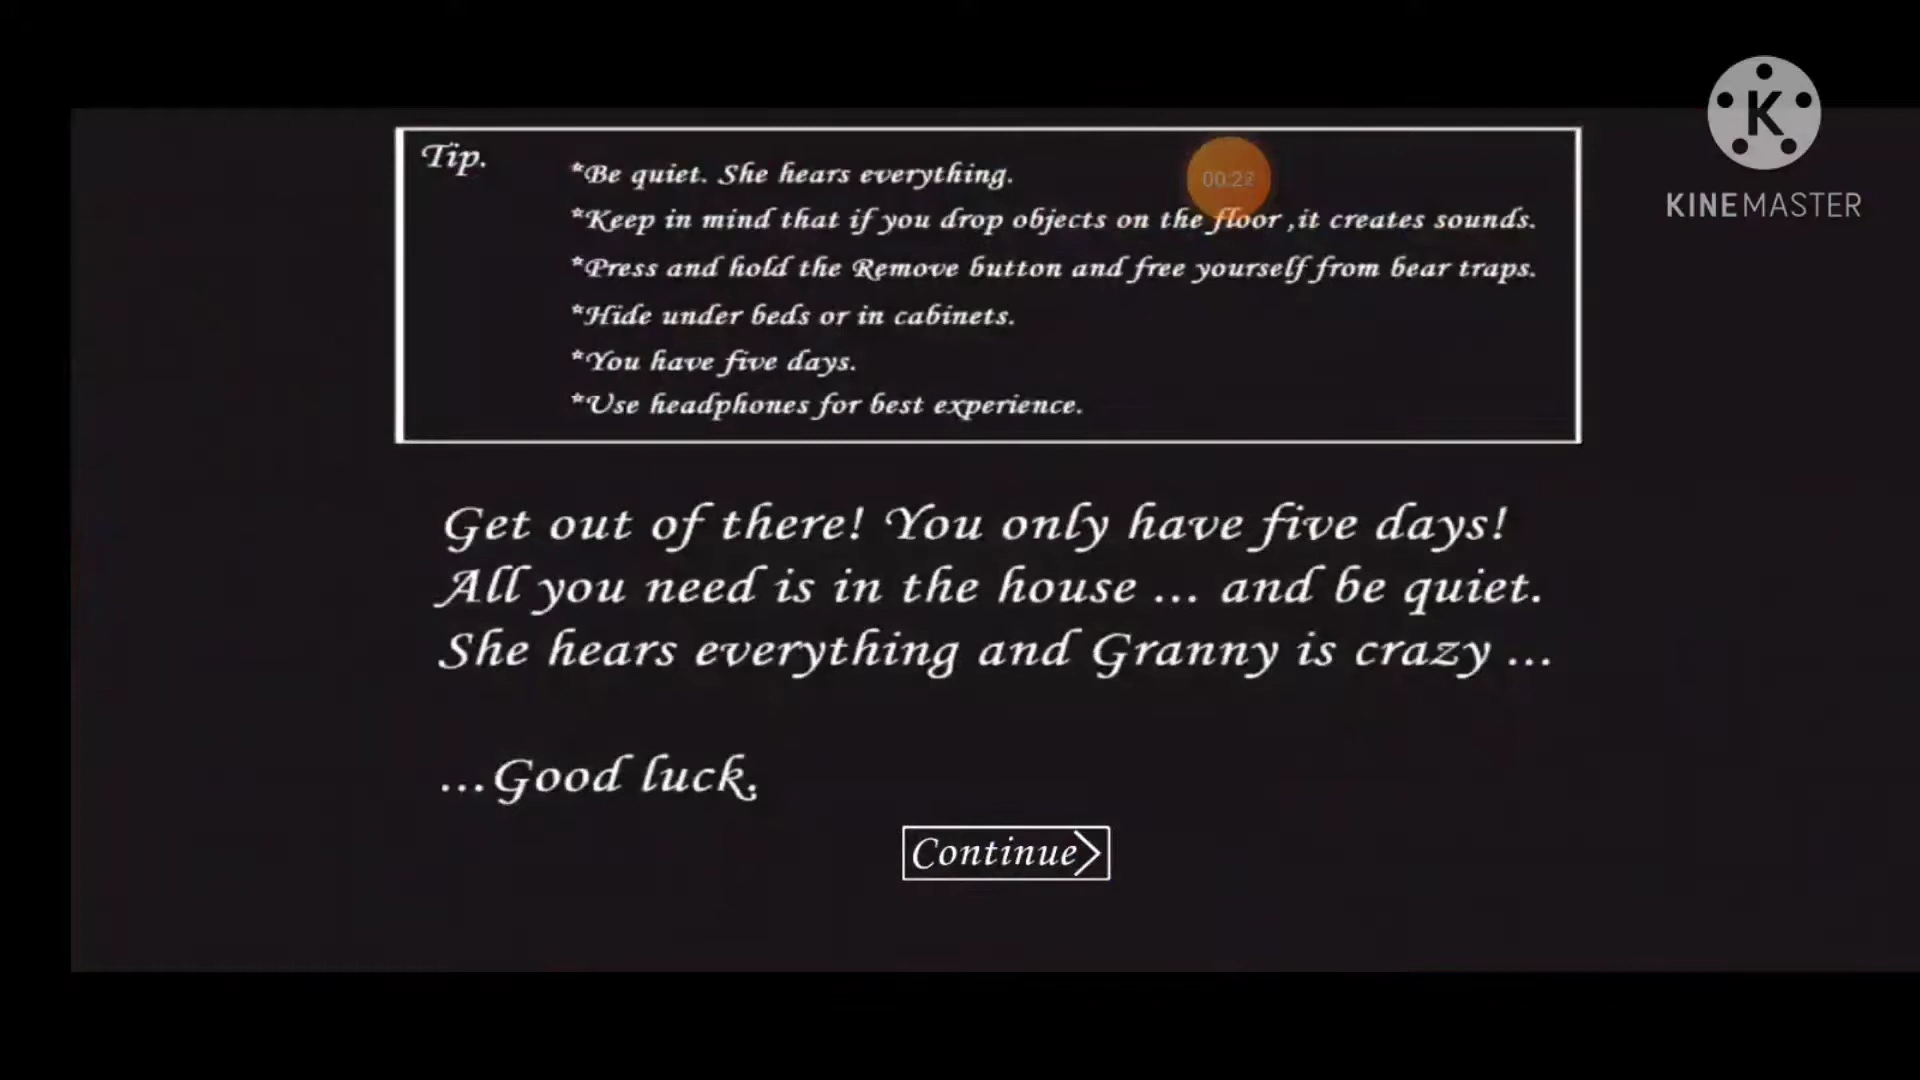 Tip.
*Be quiet. She hears everything.
*Keep in mind that if you drop objects on the floor ,it creates sounds.
*Press and hold the Remove button and free yourself from bear traps.
*Hide under beds or in cabinets.
*You have five days.
*Use headphones for best experience.
Get out of there! You only have five days!
All you need is in the house ... and be quiet.
She hears everything and Granny is crazy ...
...Good luck.
Continue>
K
KINEMASTER